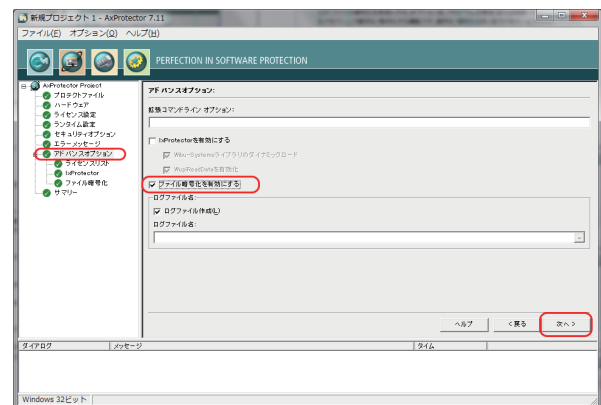 新規プロジェクト 1 - AxProtector 7.11
ファイル(F) オプション(O) ヘルプ(H)
PERFECTION IN SOFTWARE PROTECTION
AxProtector Project
プロテクトファイル
ハードウェア
ライセンス設定
ランタイム設定
セキュリティオプション
エラーメッセージ
アドバンスオプション
ライセンスリスト
IxProtector
ファイル暗号化
サマリー
アドバンスオプション:
拡張コマンドライン オプション:
IxProtectorを有効にする
Wibu-Systemsライブラリのダイナミックロード
WupiReadDataを有効化
ファイル暗号化を有効にする
ログファイル名:
ログファイル作成(L)
ログファイル名:
ヘルプ
< 戻る
次へ >
ダイアログ
メッセージ
タイム
Windows 32ビット